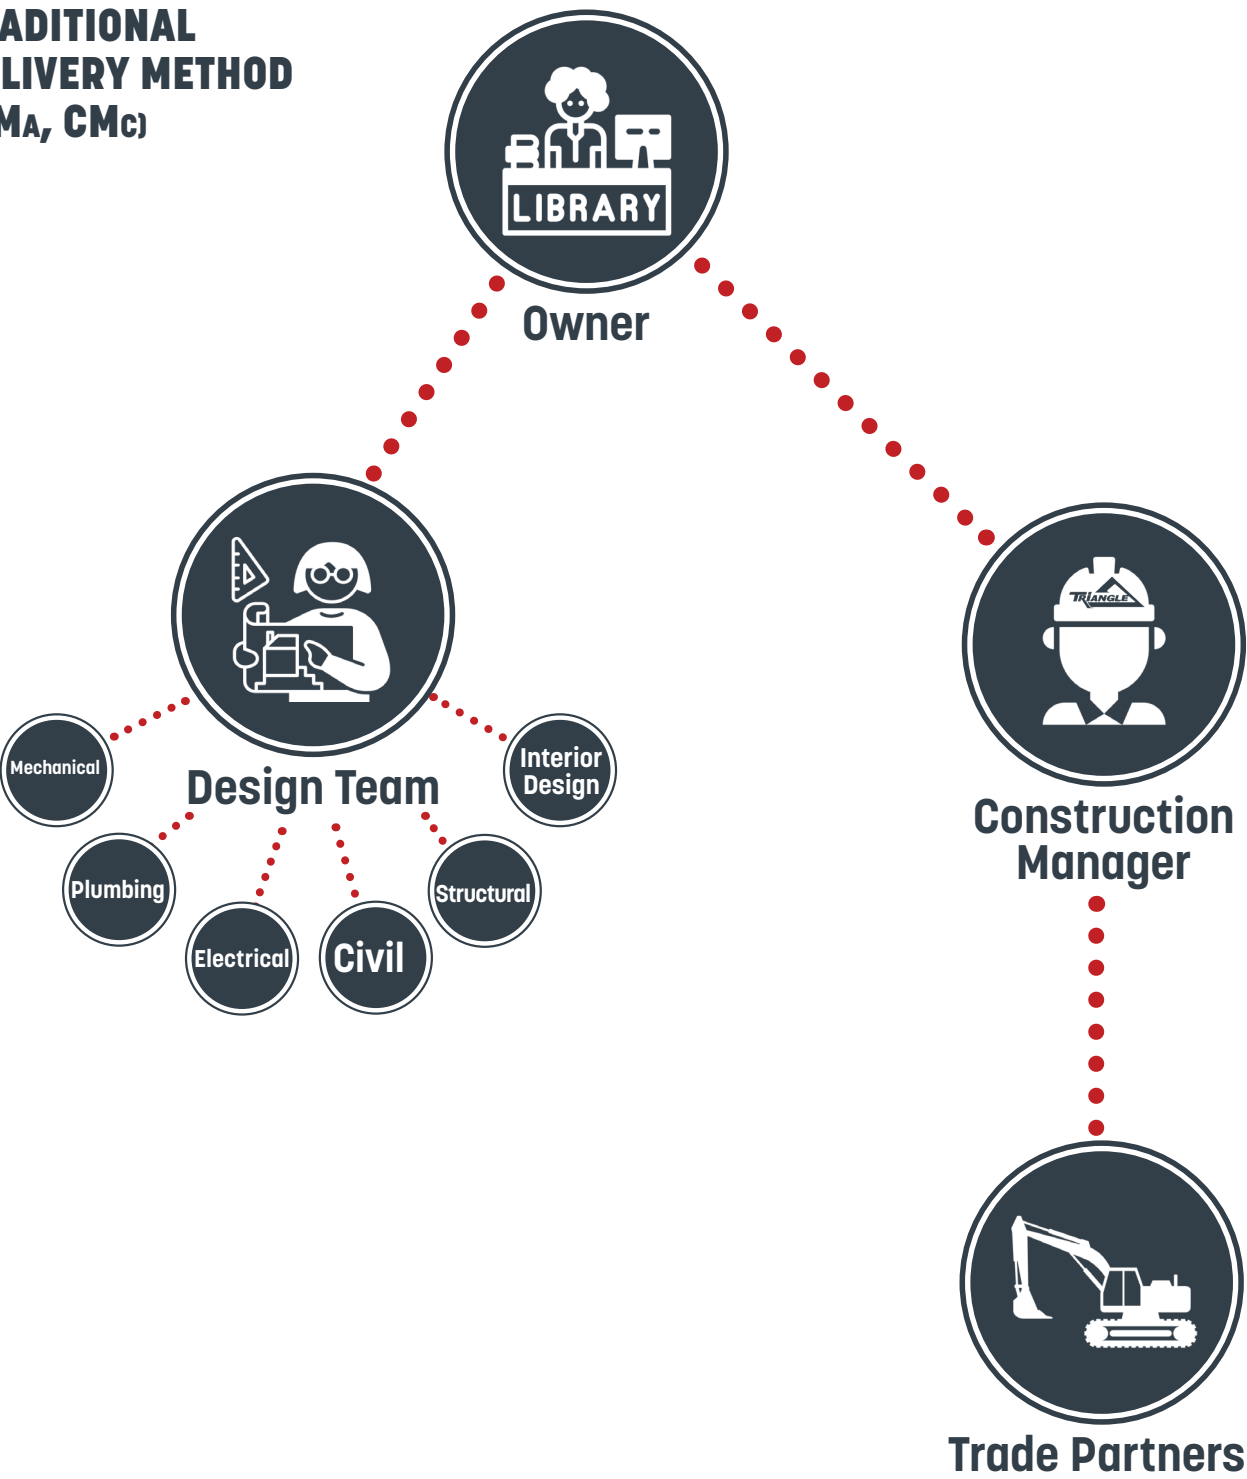 ADITIONAL
LIVERY METHOD
MA, CMC)
LIBRARY
Owner
TRIANGLE
Mechanical
Interior
Design
Design Team
Construction
Manager
Plumbing
Structural
Electrical
Civil
Trade Partners